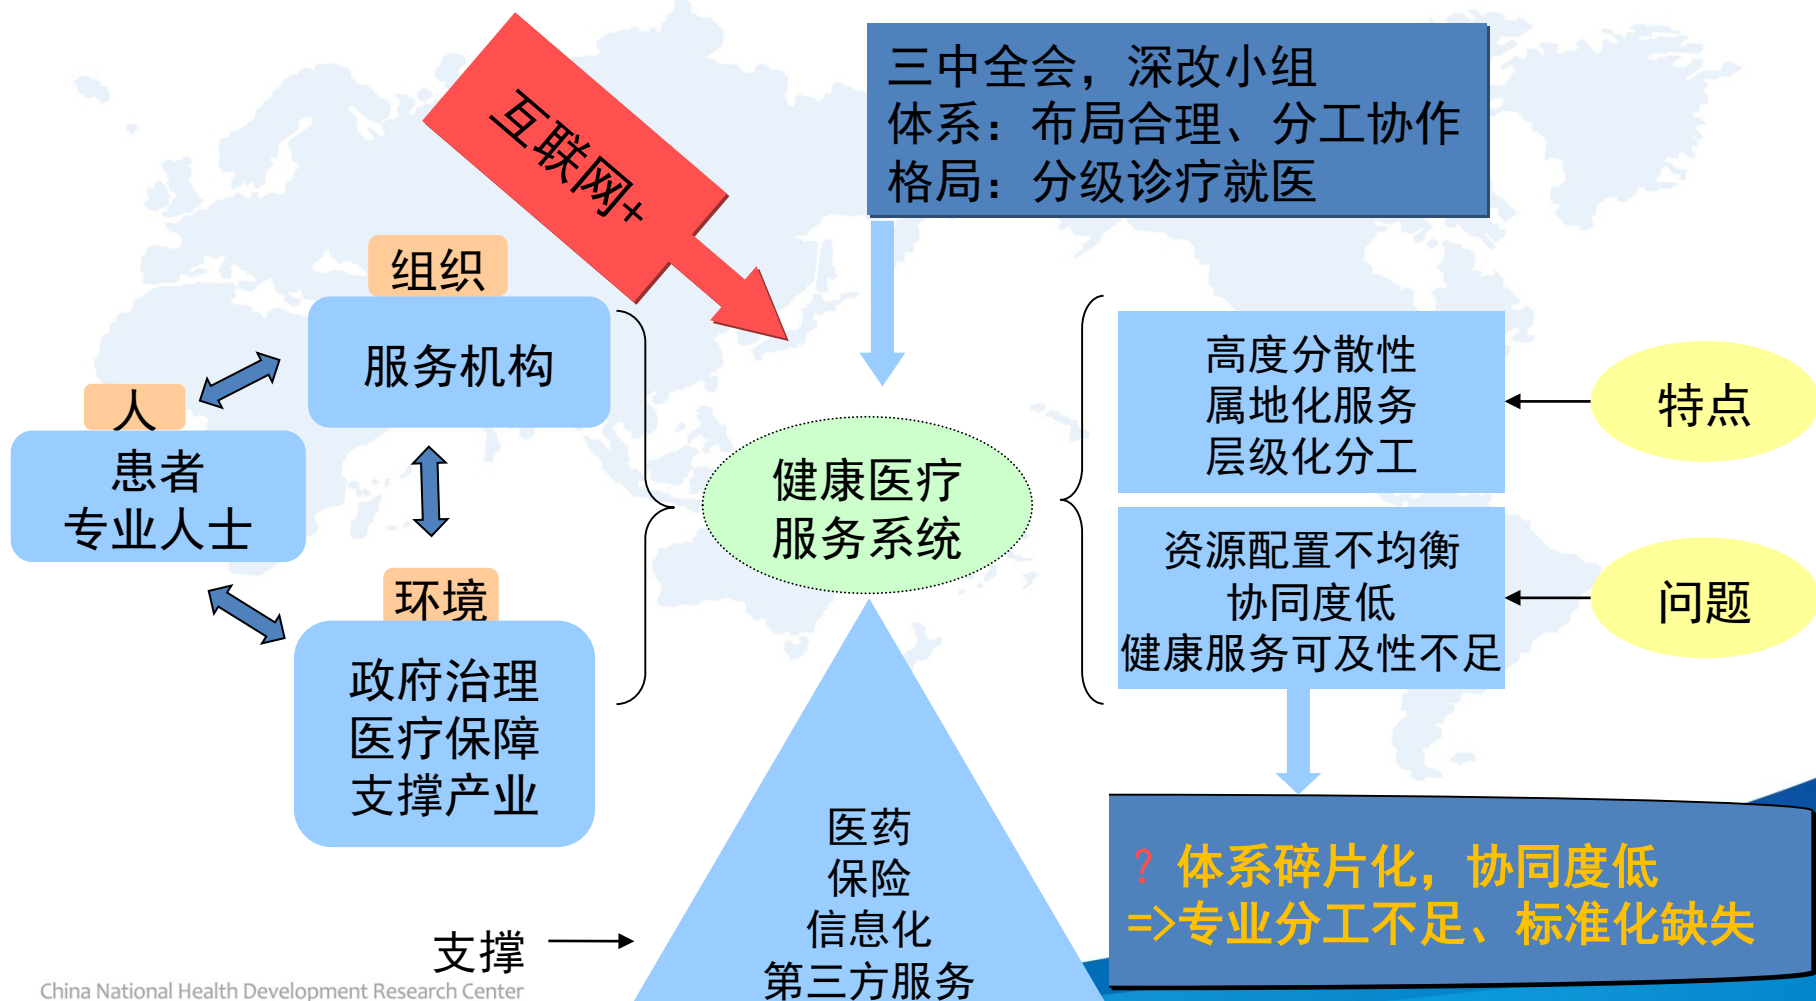 互联网+
三中全会，深改小组
体系：布局合理、分工协作
格局：分级诊疗就医
组织
服务机构
人
患者
专业人士
环境
政府治理
医疗保障
支撑产业
健康医疗
服务系统
高度分散性
属地化服务
层级化分工
特点
资源配置不均衡
协同度低
健康服务可及性不足
问题
医药
保险
信息化
第三方服务
支撑
？体系碎片化，协同度低
=>专业分工不足、标准化缺失
China National Health Development Research Center